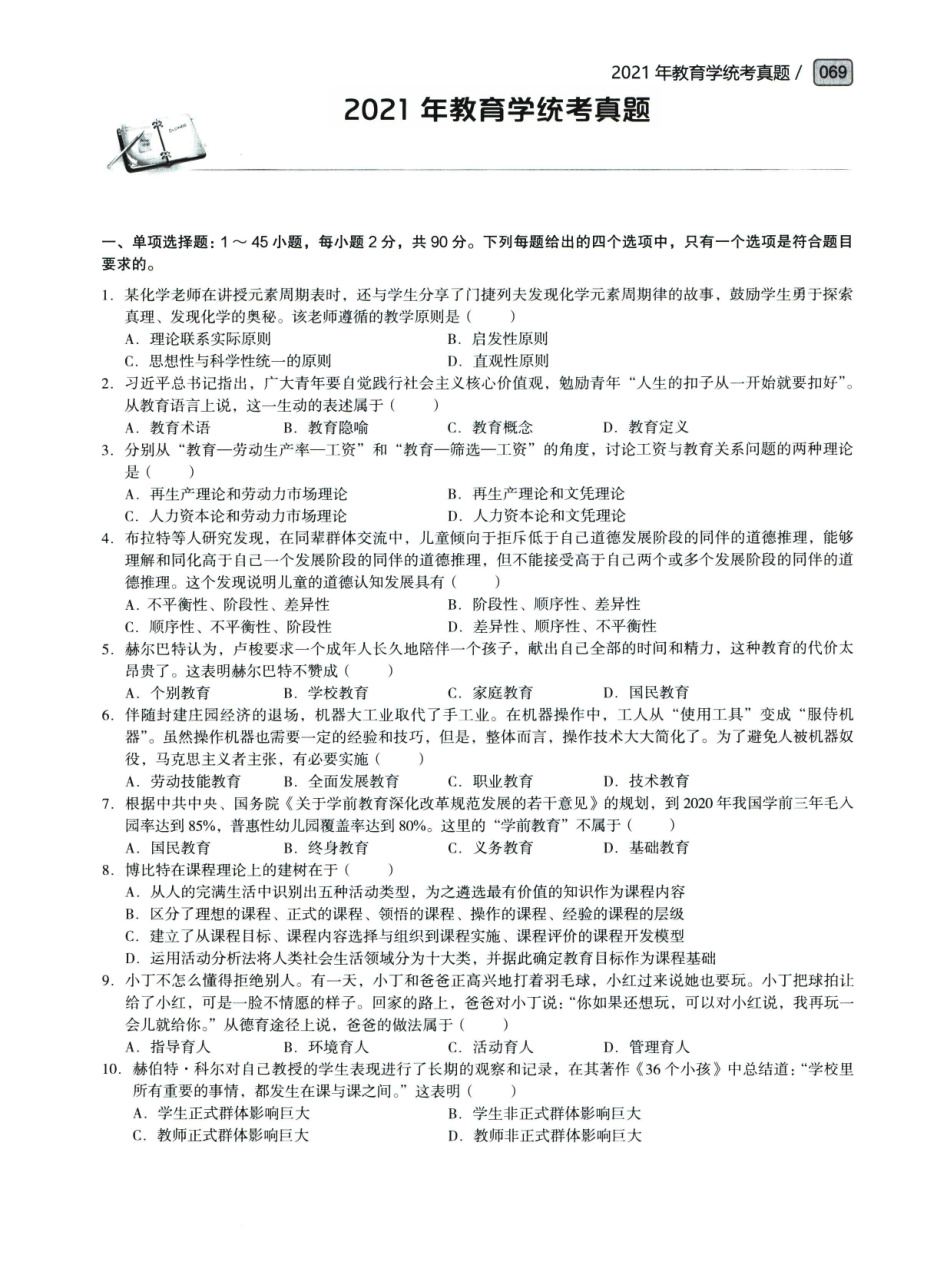 2021 年教育学统考真题 / 069
2021 年教育学统考真题
一、单项选择题：1～45 小题，每小题 2 分，共 90 分。下列每题给出的四个选项中，只有一个选项是符合题目
要求的。
1. 某化学老师在讲授元素周期表时，还与学生分享了门捷列夫发现化学元素周期律的故事，鼓励学生勇于探索
真理、发现化学的奥秘。该老师遵循的教学原则是（　　）
A. 理论联系实际原则　　B. 启发性原则
C. 思想性与科学性统一的原则　　D. 直观性原则
2. 习近平总书记指出，广大青年要自觉践行社会主义核心价值观，勉励青年“人生的扣子从一开始就要扣好”。
从教育语言上说，这一生动的表述属于（　　）
A. 教育术语　　B. 教育隐喻　　C. 教育概念　　D. 教育定义
3. 分别从“教育—劳动生产率—工资”和“教育—筛选—工资”的角度，讨论工资与教育关系问题的两种理论
是（　　）
A. 再生产理论和劳动力市场理论　　B. 再生产理论和文凭理论
C. 人力资本论和劳动力市场理论　　D. 人力资本论和文凭理论
4. 布拉特等人研究发现，在同辈群体交流中，儿童倾向于拒斥低于自己道德发展阶段的同伴的道德推理，能够
理解和同化高于自己一个发展阶段的同伴的道德推理，但不能接受高于自己两个或多个发展阶段的同伴的道
德推理。这个发现说明儿童的道德认知发展具有（　　）
A. 不平衡性、阶段性、差异性　　B. 阶段性、顺序性、差异性
C. 顺序性、不平衡性、阶段性　　D. 差异性、顺序性、不平衡性
5. 赫尔巴特认为，卢梭要求一个成年人长久地陪伴一个孩子，献出自己全部的时间和精力，这种教育的代价太
昂贵了。这表明赫尔巴特不赞成（　　）
A. 个别教育　　B. 学校教育　　C. 家庭教育　　D. 国民教育
6. 伴随封建庄园经济的退场，机器大工业取代了手工业。在机器操作中，工人从“使用工具”变成“服侍机
器”。虽然操作机器也需要一定的经验和技巧，但是，整体而言，操作技术大大简化了。为了避免人被机器奴
役，马克思主义者主张，有必要实施（　　）
A. 劳动技能教育　　B. 全面发展教育　　C. 职业教育　　D. 技术教育
7. 根据中共中央、国务院《关于学前教育深化改革规范发展的若干意见》的规划，到 2020 年我国学前三年毛入
园率达到 85%，普惠性幼儿园覆盖率达到 80%。这里的“学前教育”不属于（　　）
A. 国民教育　　B. 终身教育　　C. 义务教育　　D. 基础教育
8. 博比特在课程理论上的建树在于（　　）
A. 从人的完满生活中识别出五种活动类型，为之遴选最有价值的知识作为课程内容
B. 区分了理想的课程、正式的课程、领悟的课程、操作的课程、经验的课程的层级
C. 建立了从课程目标、课程内容选择与组织到课程实施、课程评价的课程开发模型
D. 运用活动分析法将人类社会生活领域分为十大类，并据此确定教育目标作为课程基础
9. 小丁不怎么懂得拒绝别人。有一天，小丁和爸爸正高兴地打着羽毛球，小红过来说她也要玩。小丁把球拍让
给了小红，可是一脸不情愿的样子。回家的路上，爸爸对小丁说：“你如果还想玩，可以对小红说，我再玩一
会儿就给你。”从德育途径上说，爸爸的做法属于（　　）
A. 指导育人　　B. 环境育人　　C. 活动育人　　D. 管理育人
10. 赫伯特·科尔对自己教授的学生表现进行了长期的观察和记录，在其著作《36 个小孩》中总结道：“学校里
所有重要的事情，都发生在课与课之间。”这表明（　　）
A. 学生正式群体影响巨大　　B. 学生非正式群体影响巨大
C. 教师正式群体影响巨大　　D. 教师非正式群体影响巨大